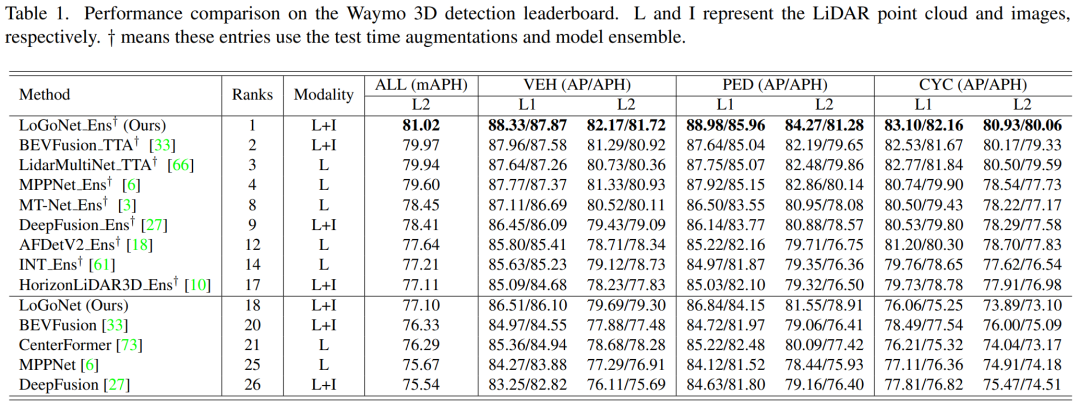 Table 1. Performance comparison on the Waymo 3D detection leaderboard. L and I represent the LiDAR point cloud and images,
respectively. † means these entries use the test time augmentations and model ensemble.
Method Ranks Modality ALL (mAPH) VEH (AP/APH) PED (AP/APH) CYC (AP/APH)
L2 L1 L2 L1 L2 L1 L2
LoGoNet_Ens† (Ours) 1 L+I 81.02 88.33/87.87 82.17/81.72 88.98/85.96 84.27/81.28 83.10/82.16 80.93/80.06
BEVFusion_TTA† [33] 2 L+I 79.97 87.96/87.58 81.29/80.92 87.64/85.04 82.19/79.65 82.53/81.67 80.17/79.33
LidarMultiNet_TTA† [66] 3 L 79.94 87.64/87.26 80.73/80.36 87.75/85.07 82.48/79.86 82.77/81.84 80.50/79.59
MPPNet_Ens† [6] 4 L 79.60 87.77/87.37 81.33/80.93 87.92/85.15 82.86/80.14 80.74/79.90 78.54/77.73
MT-Net_Ens† [3] 8 L 78.45 87.11/86.69 80.52/80.11 86.50/83.55 80.95/78.08 80.50/79.43 78.22/77.17
DeepFusion_Ens† [27] 9 L+I 78.41 86.45/86.09 79.43/79.09 86.14/83.77 80.88/78.57 80.53/79.80 78.29/77.58
AFDetV2_Ens† [18] 12 L 77.64 85.80/85.41 78.71/78.34 85.22/82.16 79.71/76.75 81.20/80.30 78.70/77.83
INT_Ens† [61] 14 L 77.21 85.63/85.23 79.12/78.73 84.97/81.87 79.35/76.36 79.76/78.65 77.62/76.54
HorizonLiDAR3D_Ens† [10] 17 L+I 77.11 85.09/84.68 78.23/77.83 85.03/82.10 79.32/76.50 79.73/78.78 77.91/76.98
LoGoNet (Ours) 18 L+I 77.10 86.51/86.10 79.69/79.30 86.84/84.15 81.55/78.91 76.06/75.25 73.89/73.10
BEVFusion [33] 20 L+I 76.33 84.97/84.55 77.88/77.48 84.72/81.97 79.06/76.41 78.49/77.54 76.00/75.09
CenterFormer [73] 21 L 76.29 85.36/84.94 78.68/78.28 85.22/82.48 80.09/77.42 76.21/75.32 74.04/73.17
MPPNet [6] 25 L 75.67 84.27/83.88 77.29/76.91 84.12/81.52 78.44/75.93 77.11/76.36 74.91/74.18
DeepFusion [27] 26 L+I 75.54 83.25/82.82 76.11/75.69 84.63/81.80 79.16/76.40 77.81/76.82 75.47/74.51